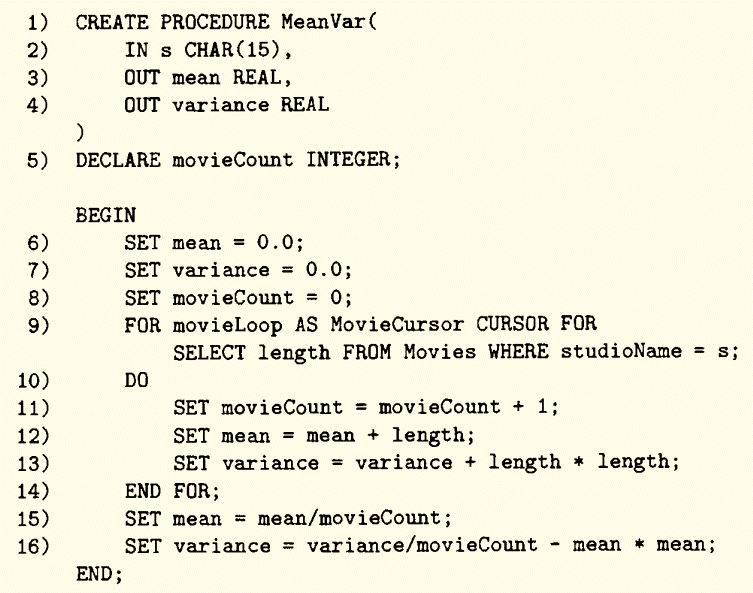 1) CREATE PROCEDURE MeanVar(
2) IN s CHAR(15),
3) OUT mean REAL,
4) OUT variance REAL
)
5) DECLARE movieCount INTEGER;
BEGIN
6) SET mean = 0.0;
7) SET variance = 0.0;
8) SET movieCount = 0;
9) FOR movieLoop AS MovieCursor CURSOR FOR
SELECT length FROM Movies WHERE studioName = s;
10) DO
11) SET movieCount = movieCount + 1;
12) SET mean = mean + length;
13) SET variance = variance + length * length;
14) END FOR;
15) SET mean = mean/movieCount;
16) SET variance = variance/movieCount - mean * mean;
END;